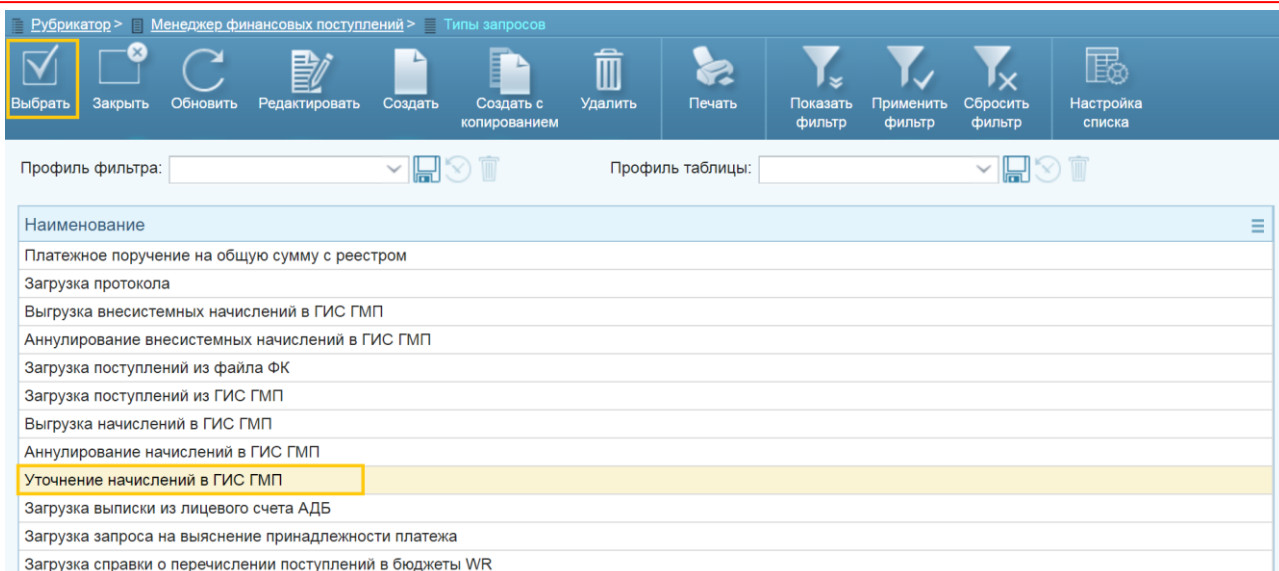 Рубрикатор > Менеджер финансовых поступлений > Типы запросов
Выбрать Закрыть Обновить Редактировать Создать Создать с копированием Удалить Печать Показать фильтр Применить фильтр Сбросить фильтр Настройка списка
Профиль фильтра: Профиль таблицы:
Наименование
Платежное поручение на общую сумму с реестром
Загрузка протокола
Выгрузка внесистемных начислений в ГИС ГМП
Аннулирование внесистемных начислений в ГИС ГМП
Загрузка поступлений из файла ФК
Загрузка поступлений из ГИС ГМП
Выгрузка начислений в ГИС ГМП
Аннулирование начислений в ГИС ГМП
Уточнение начислений в ГИС ГМП
Загрузка выписки из лицевого счета АДБ
Загрузка запроса на выяснение принадлежности платежа
Загрузка справки о перечислении поступлений в бюджеты WR